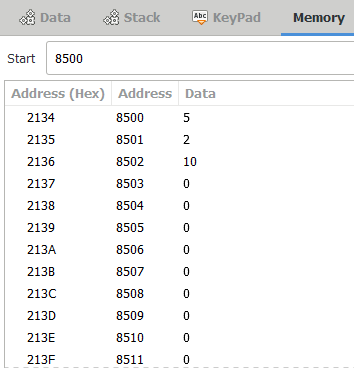 Data Stack Abc KeyPad Memory
Start 8500
Address (Hex) Address Data
2134 8500 5
2135 8501 2
2136 8502 10
2137 8503 0
2138 8504 0
2139 8505 0
213A 8506 0
213B 8507 0
213C 8508 0
213D 8509 0
213E 8510 0
213F 8511 0